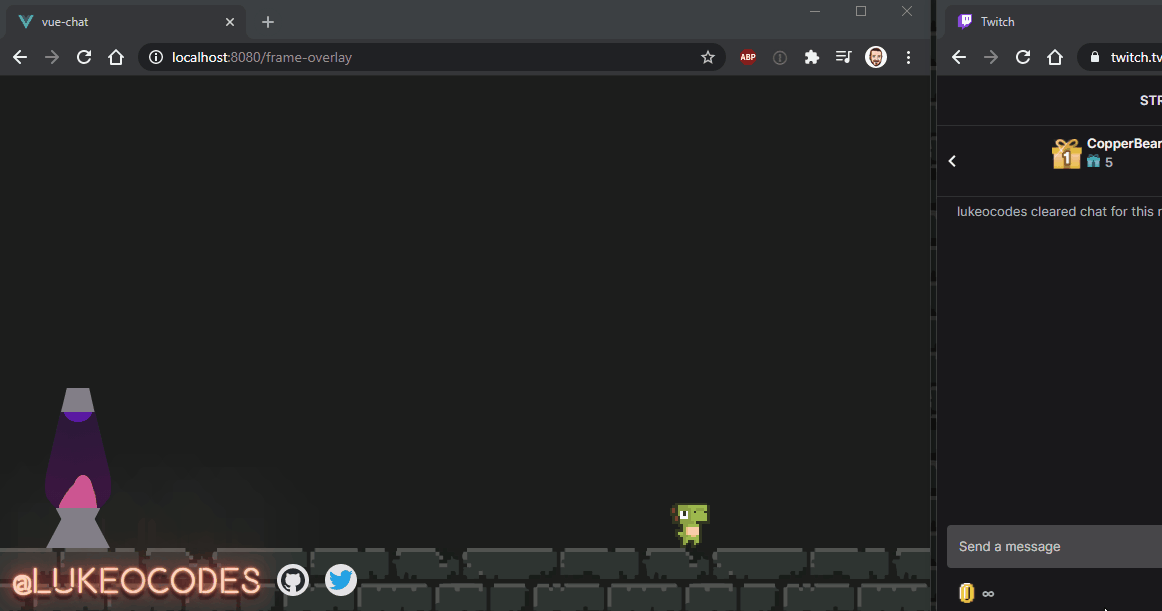 vue-chat
localhost:8080/frame-overlay
ABP
@LUKEOCODES
Twitch
twitch.tv
STR
1
CopperBear
5
lukeocodes cleared chat for this r
Send a message
∞